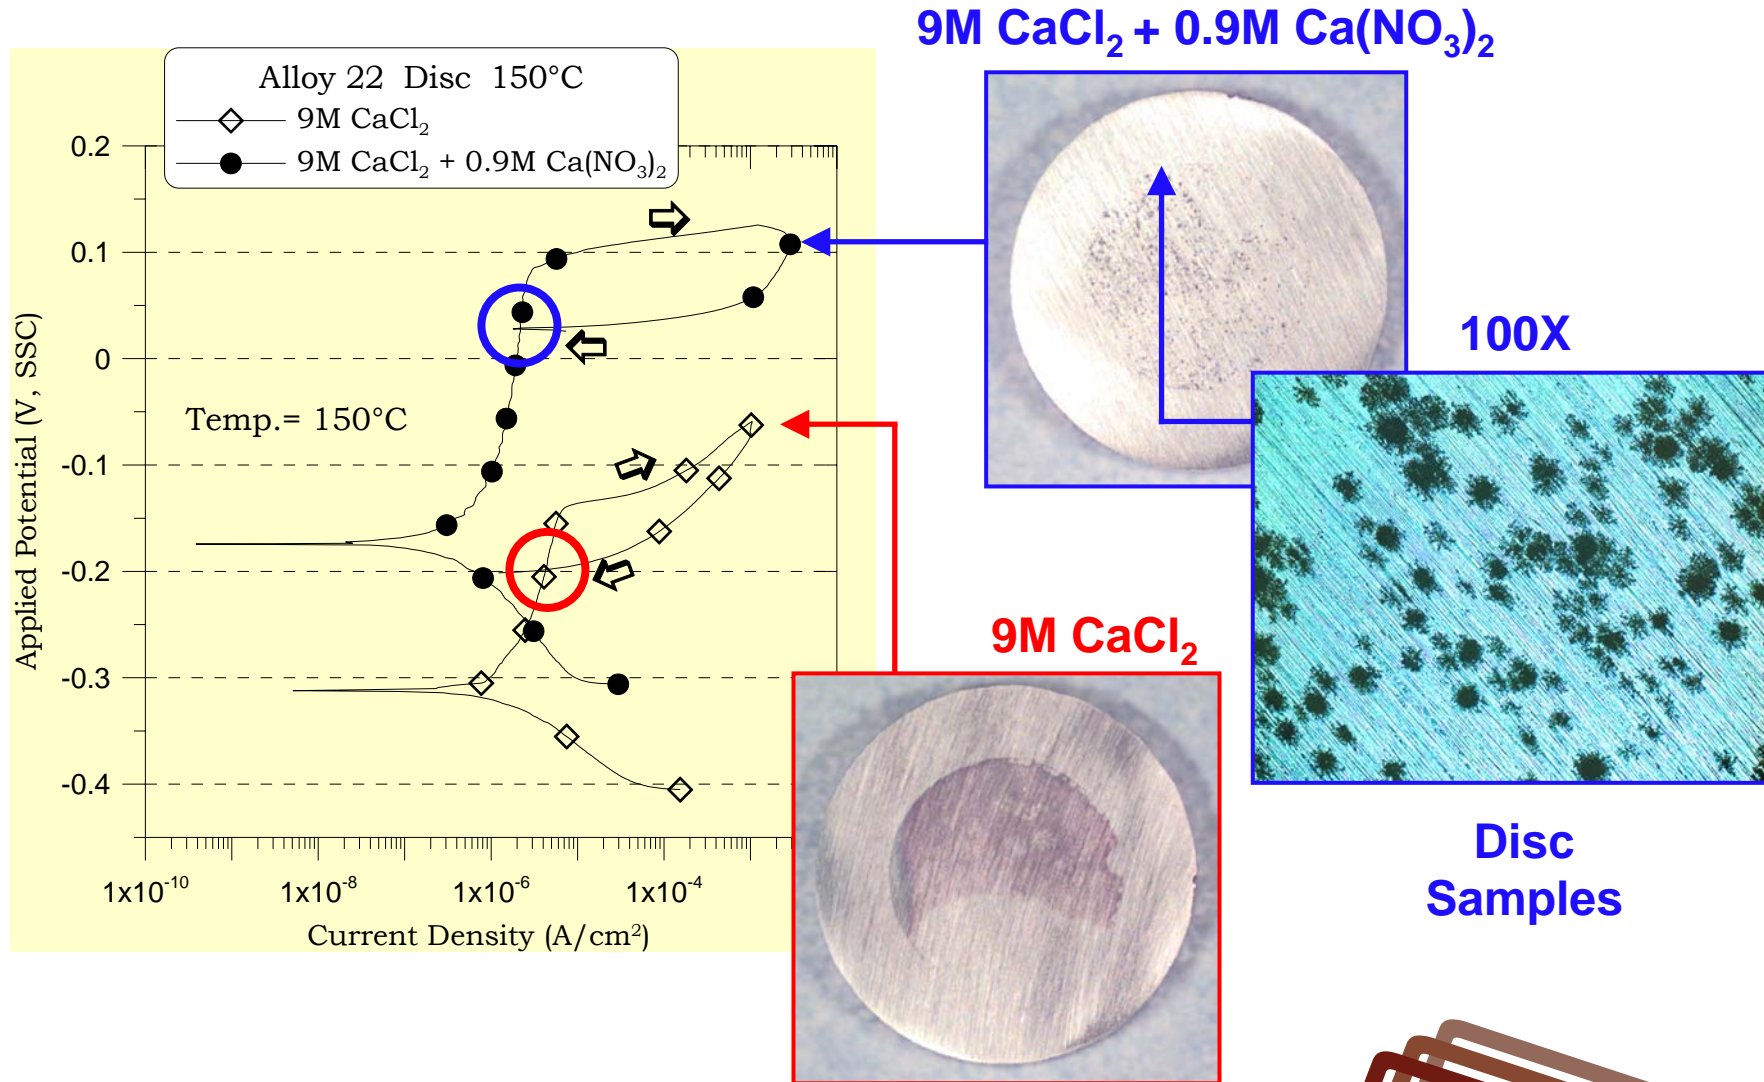 9M CaCl₂ + 0.9M Ca(NO₃)₂
Alloy 22 Disc 150°C
9M CaCl₂
9M CaCl₂ + 0.9M Ca(NO₃)₂
0.2
0.1
0
-0.1
-0.2
-0.3
-0.4
Applied Potential (V, SSC)
Temp.= 150°C
1x10⁻¹⁰
1x10⁻⁸
1x10⁻⁶
1x10⁻⁴
Current Density (A/cm²)
100X
9M CaCl₂
Disc
Samples